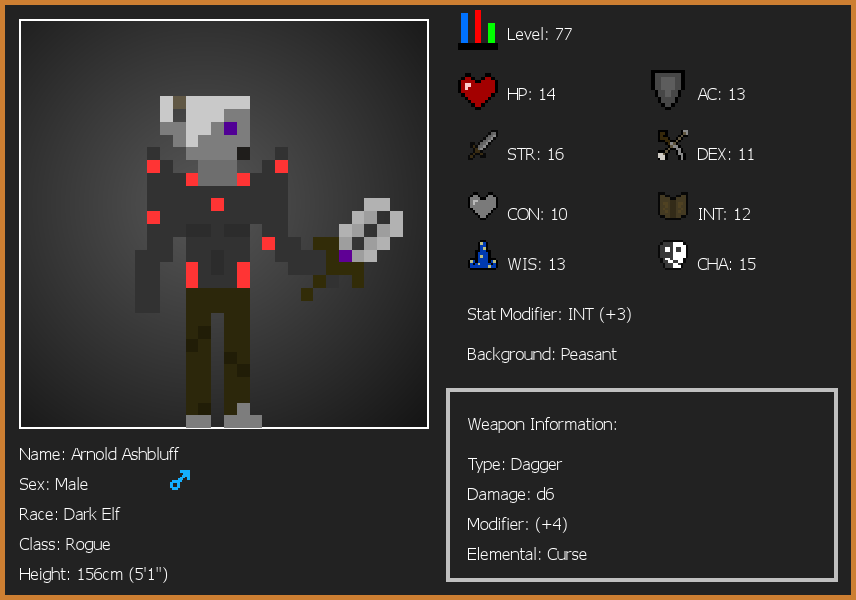 Level: 77
HP: 14
AC: 13
STR: 16
DEX: 11
CON: 10
INT: 12
WIS: 13
CHA: 15
Stat Modifier: INT (+3)
Background: Peasant
Weapon Information:
Type: Dagger
Damage: d6
Modifier: (+4)
Elemental: Curse
Name: Arnold Ashbluff
Sex: Male
Race: Dark Elf
Class: Rogue
Height: 156cm (5'1")